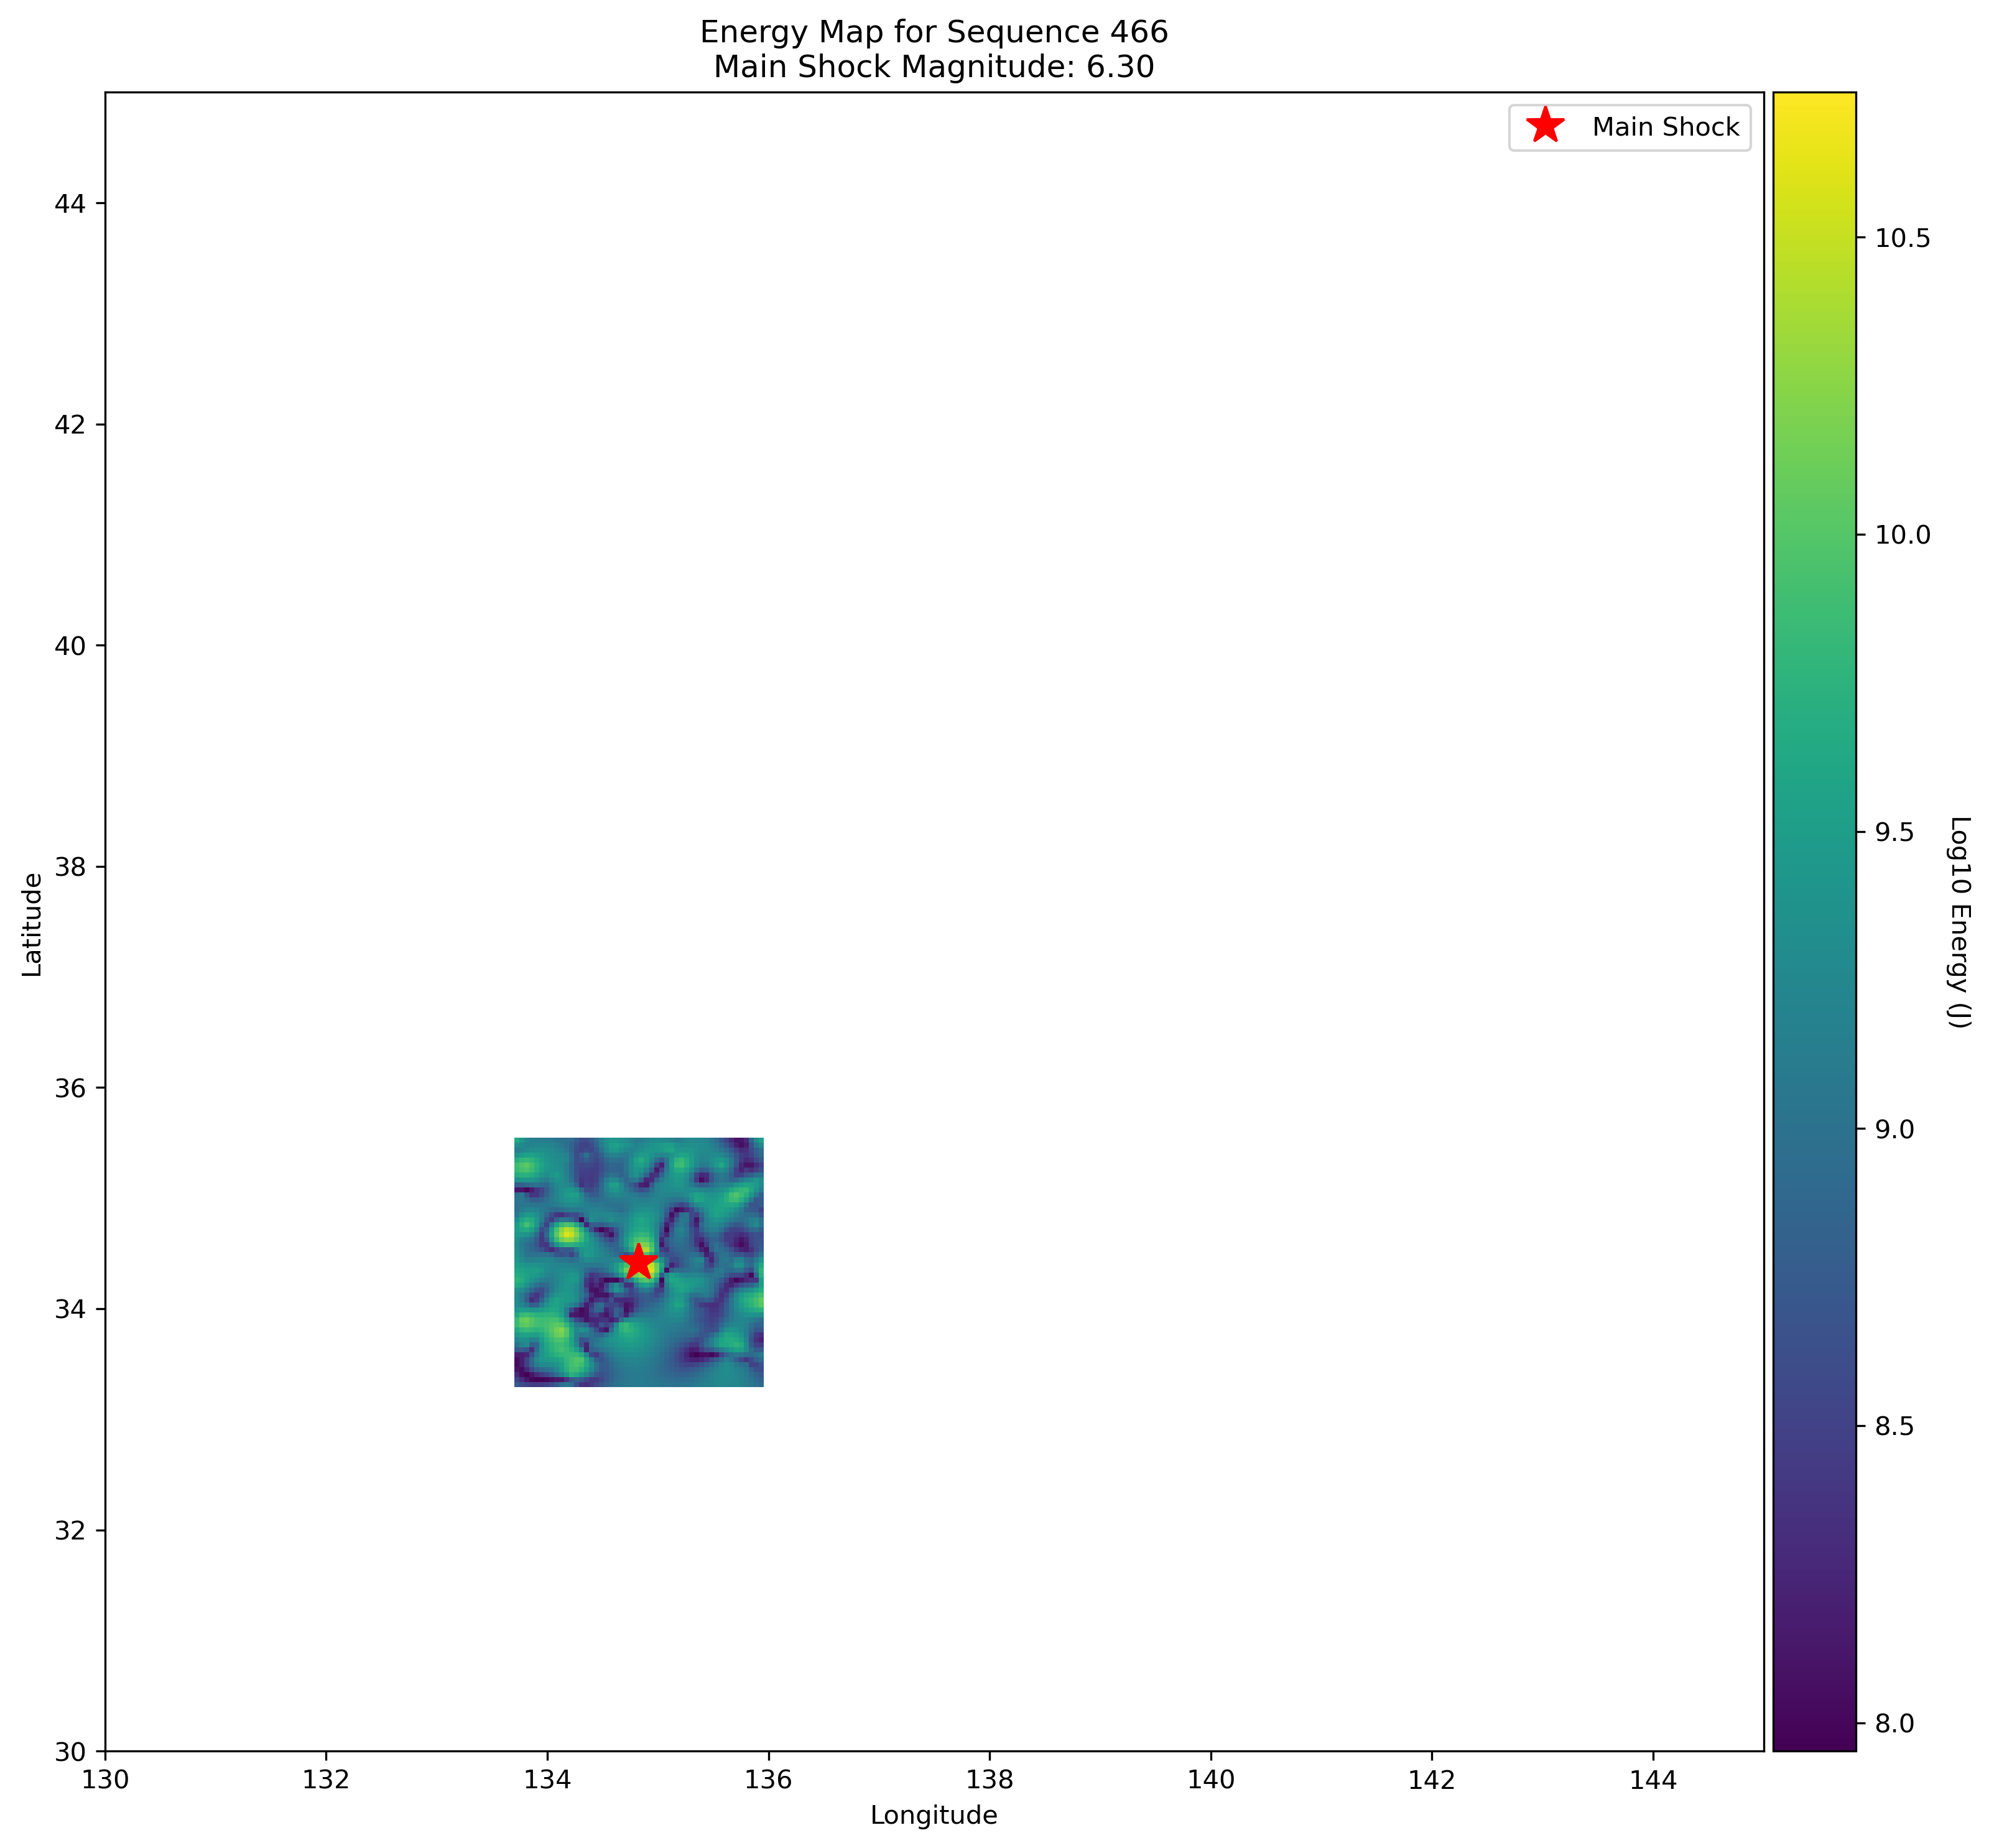 Energy Map for Sequence 466
Main Shock Magnitude: 6.30
Main Shock
44
42
40
38
36
34
32
30
Latitude
130 132 134 136 138 140 142 144
Longitude
10.5
10.0
9.5
9.0
8.5
8.0
Log10 Energy (J)